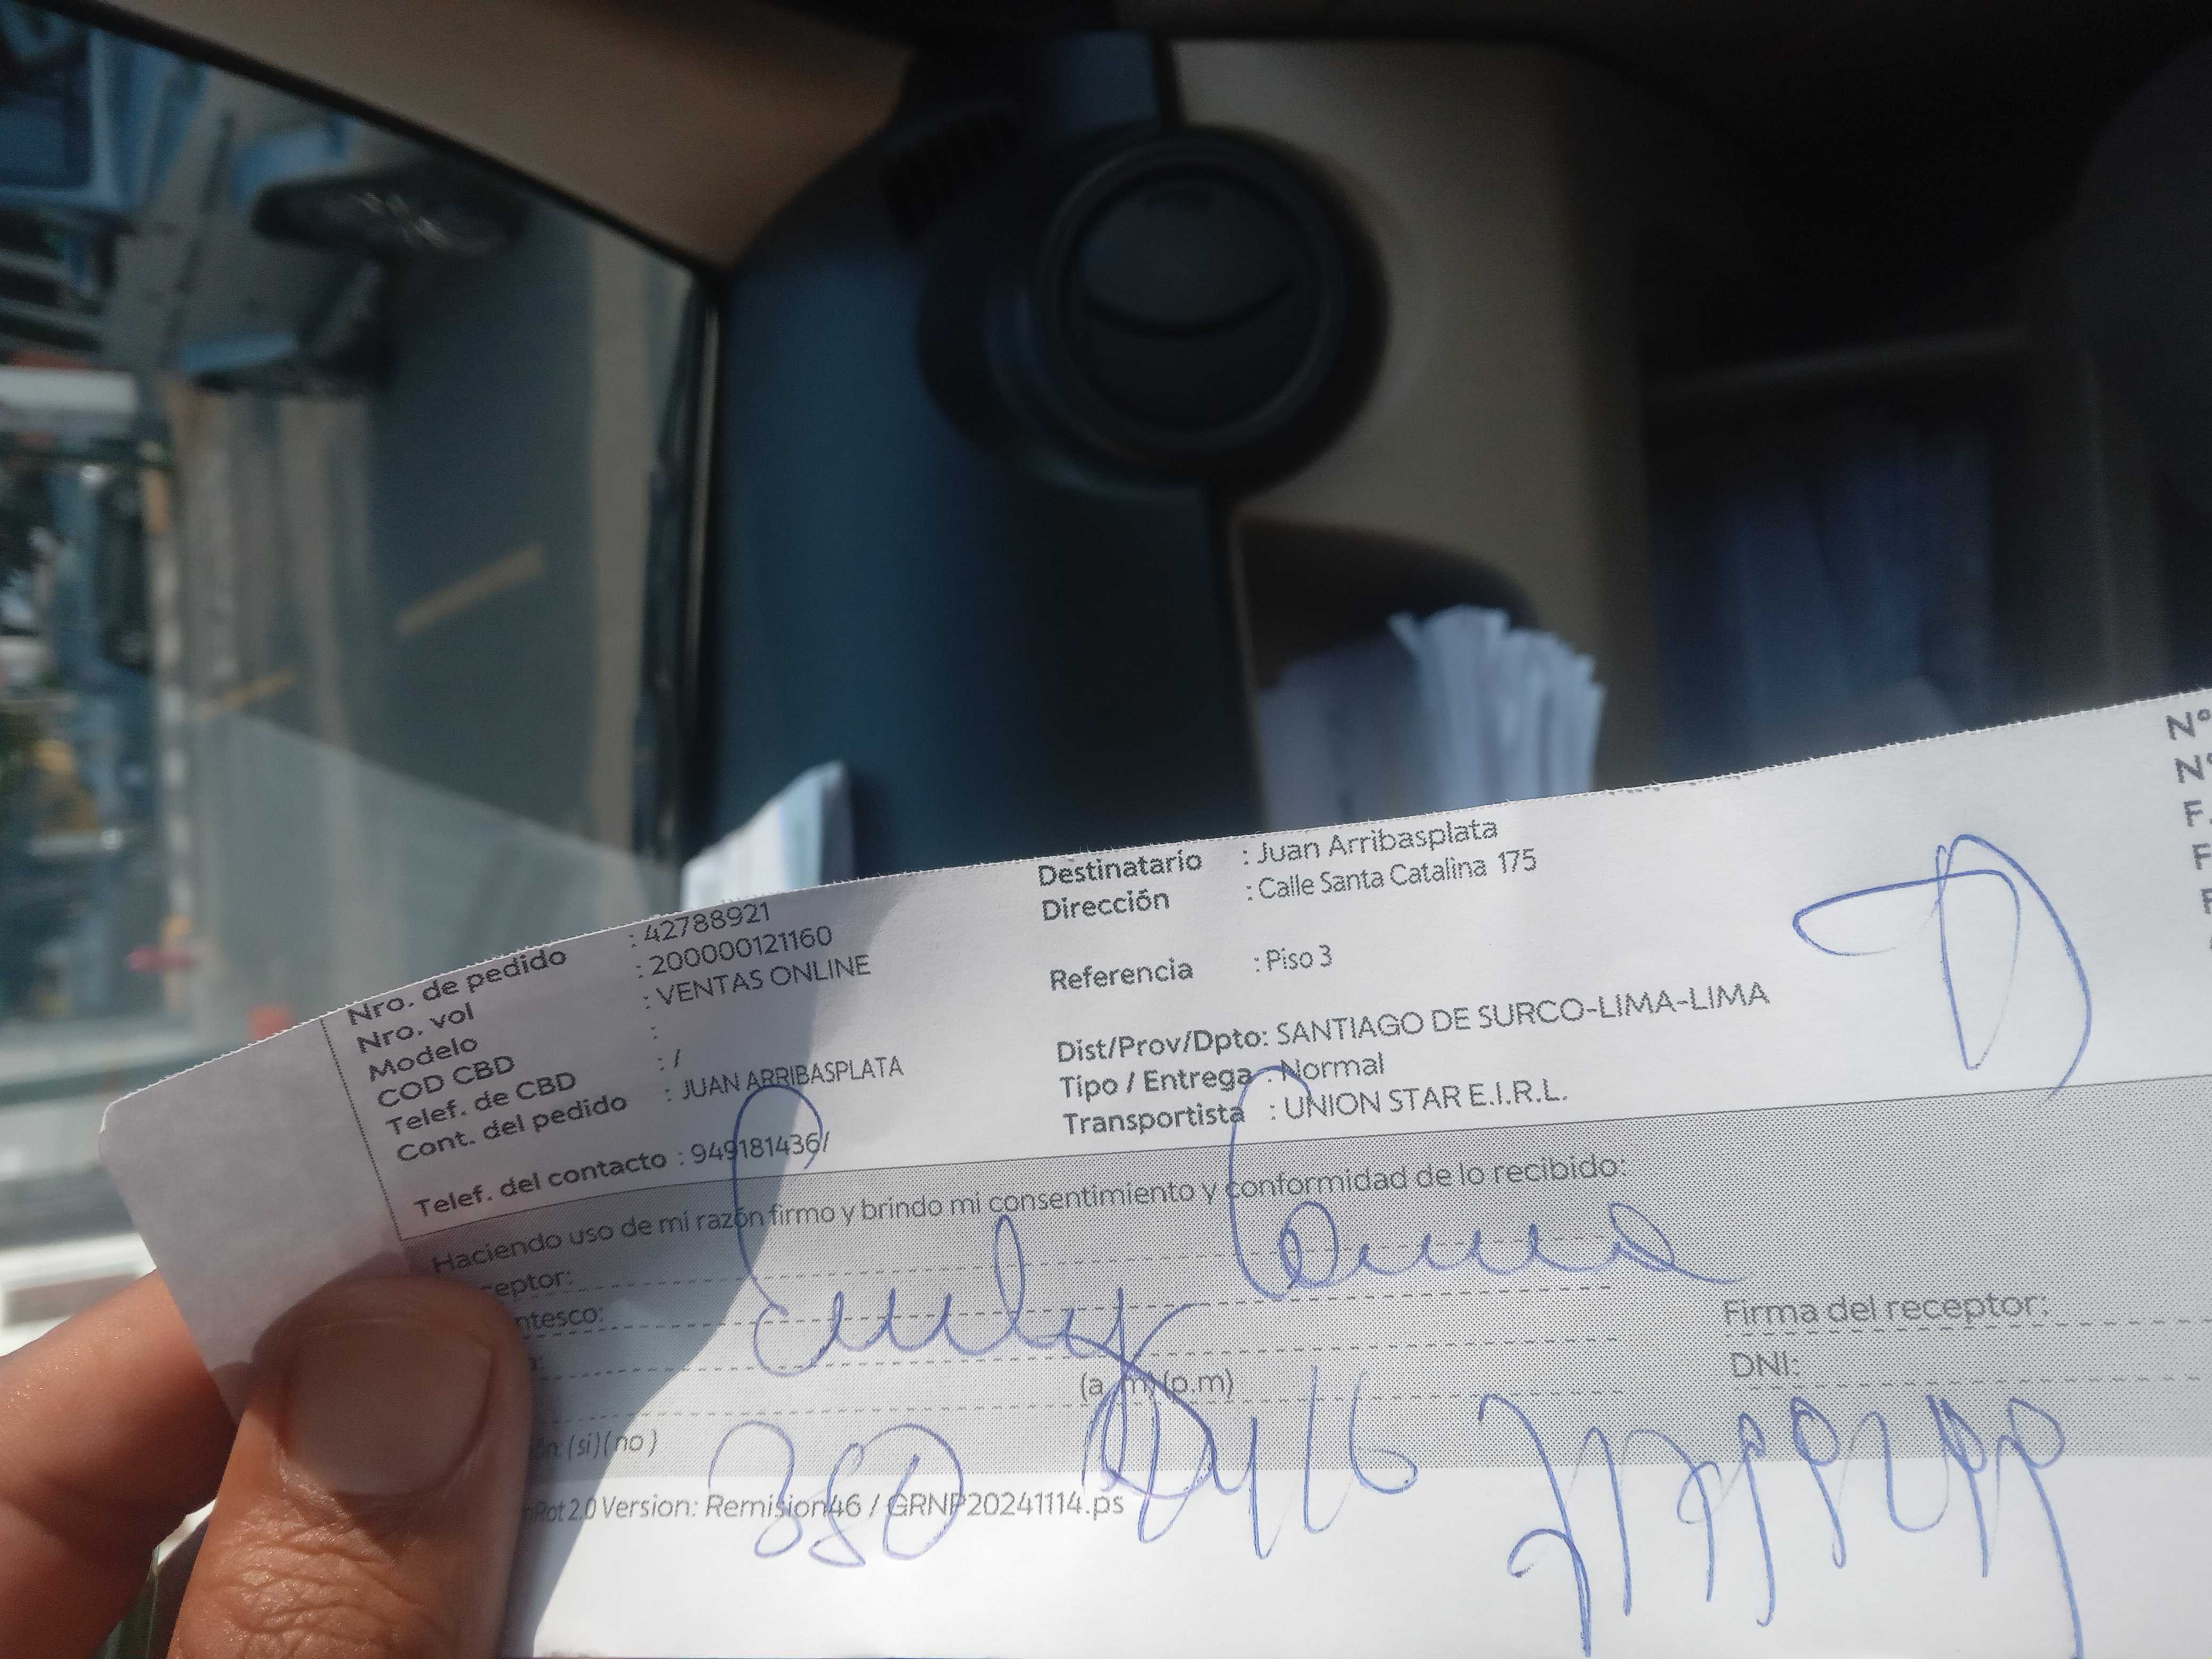 Nro. de pedido : 42788921
Nro. vol : 200000121160
Modelo : VENTAS ONLINE
COD CBD :
Telef. de CBD : /
Cont. del pedido : JUAN ARRIBASPLATA
Telef. del contacto : 949181436/
Destinatario : Juan Arribasplata
Dirección : Calle Santa Catalina 175
Referencia : Piso 3
Dist/Prov/Dpto: SANTIAGO DE SURCO-LIMA-LIMA
Tipo / Entrega : Normal
Transportista : UNION STAR E.I.R.L.
N°
Haciendo uso de mi razón firmo y brindo mi consentimiento y conformidad de lo recibido:
Firma del receptor:
DNI:
(a.m) (p.m)
(si) (no)
2.0 Version: Remision46 / GRNP20241114.ps